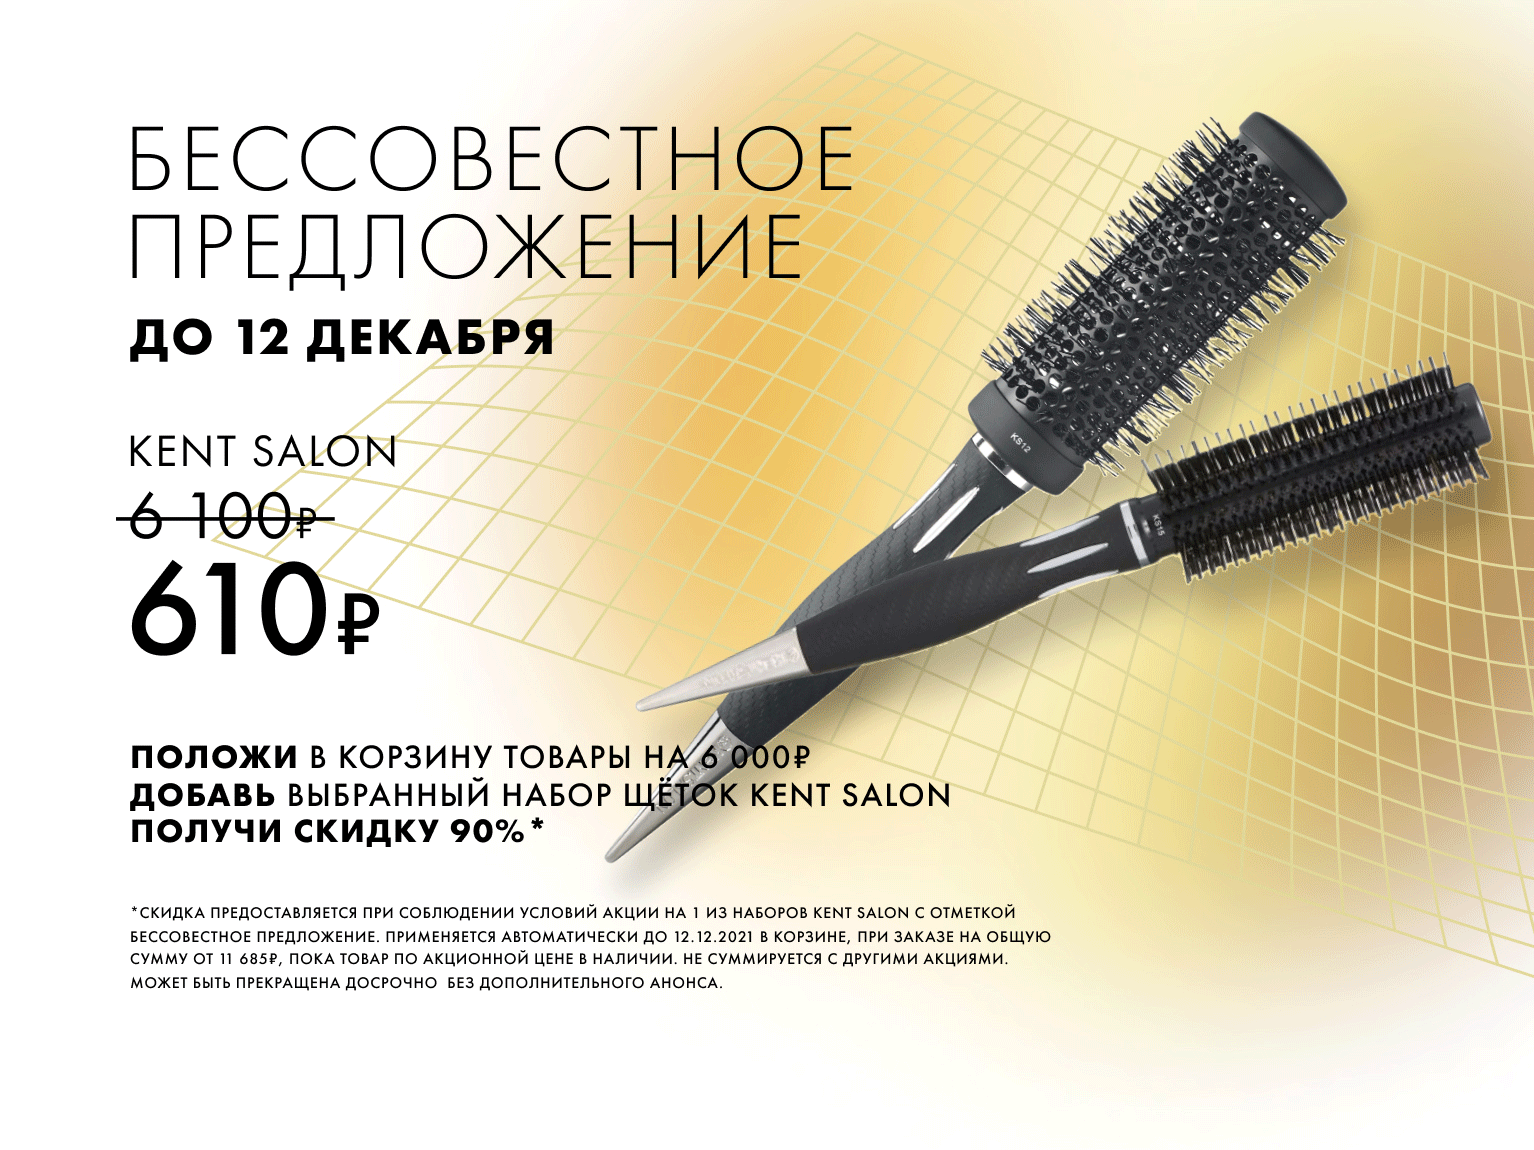 БЕССОВЕСТНОЕ
ПРЕДЛОЖЕНИЕ
ДО 12 ДЕКАБРЯ
KENT SALON
6 100₽
610₽
KS12
KS15
ПОЛОЖИ В КОРЗИНУ ТОВАРЫ НА 6 000₽
ДОБАВЬ ВЫБРАННЫЙ НАБОР ЩЁТОК KENT SALON
ПОЛУЧИ СКИДКУ 90%*
*СКИДКА ПРЕДОСТАВЛЯЕТСЯ ПРИ СОБЛЮДЕНИИ УСЛОВИЙ АКЦИИ НА 1 ИЗ НАБОРОВ KENT SALON С ОТМЕТКОЙ
БЕССОВЕСТНОЕ ПРЕДЛОЖЕНИЕ. ПРИМЕНЯЕТСЯ АВТОМАТИЧЕСКИ ДО 12.12.2021 В КОРЗИНЕ, ПРИ ЗАКАЗЕ НА ОБЩУЮ
СУММУ ОТ 11 685₽, ПОКА ТОВАР ПО АКЦИОННОЙ ЦЕНЕ В НАЛИЧИИ. НЕ СУММИРУЕТСЯ С ДРУГИМИ АКЦИЯМИ.
МОЖЕТ БЫТЬ ПРЕКРАЩЕНА ДОСРОЧНО  БЕЗ ДОПОЛНИТЕЛЬНОГО АНОНСА.